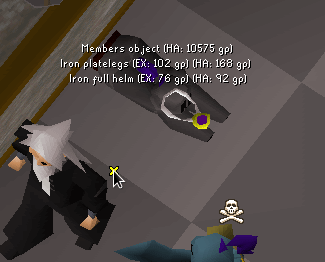 Members object (HA: 10575 gp)
Iron platelegs (EX: 102 gp) (HA: 168 gp)
Iron full helm (EX: 76 gp) (HA: 92 gp)